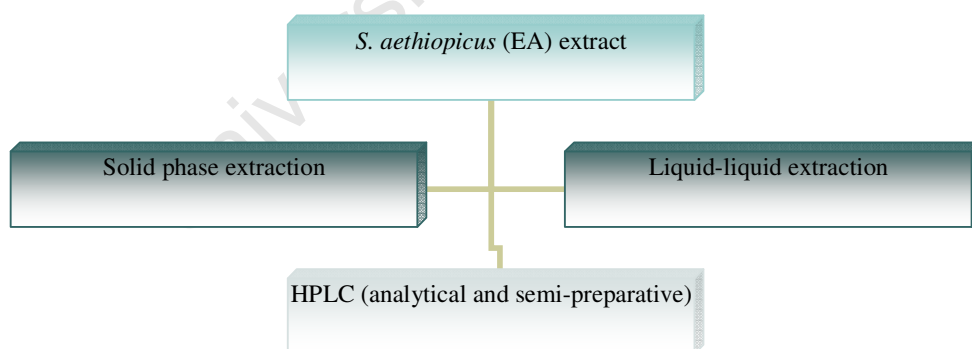 S. aethiopicus (EA) extract
Solid phase extraction
Liquid-liquid extraction
HPLC (analytical and semi-preparative)